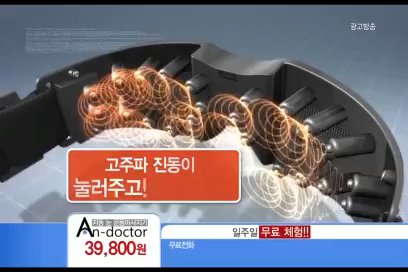 광고방송
고주파 진동이
눌러주고!
An-doctor
39,800원
일주일 무료 체험!!
무료전화